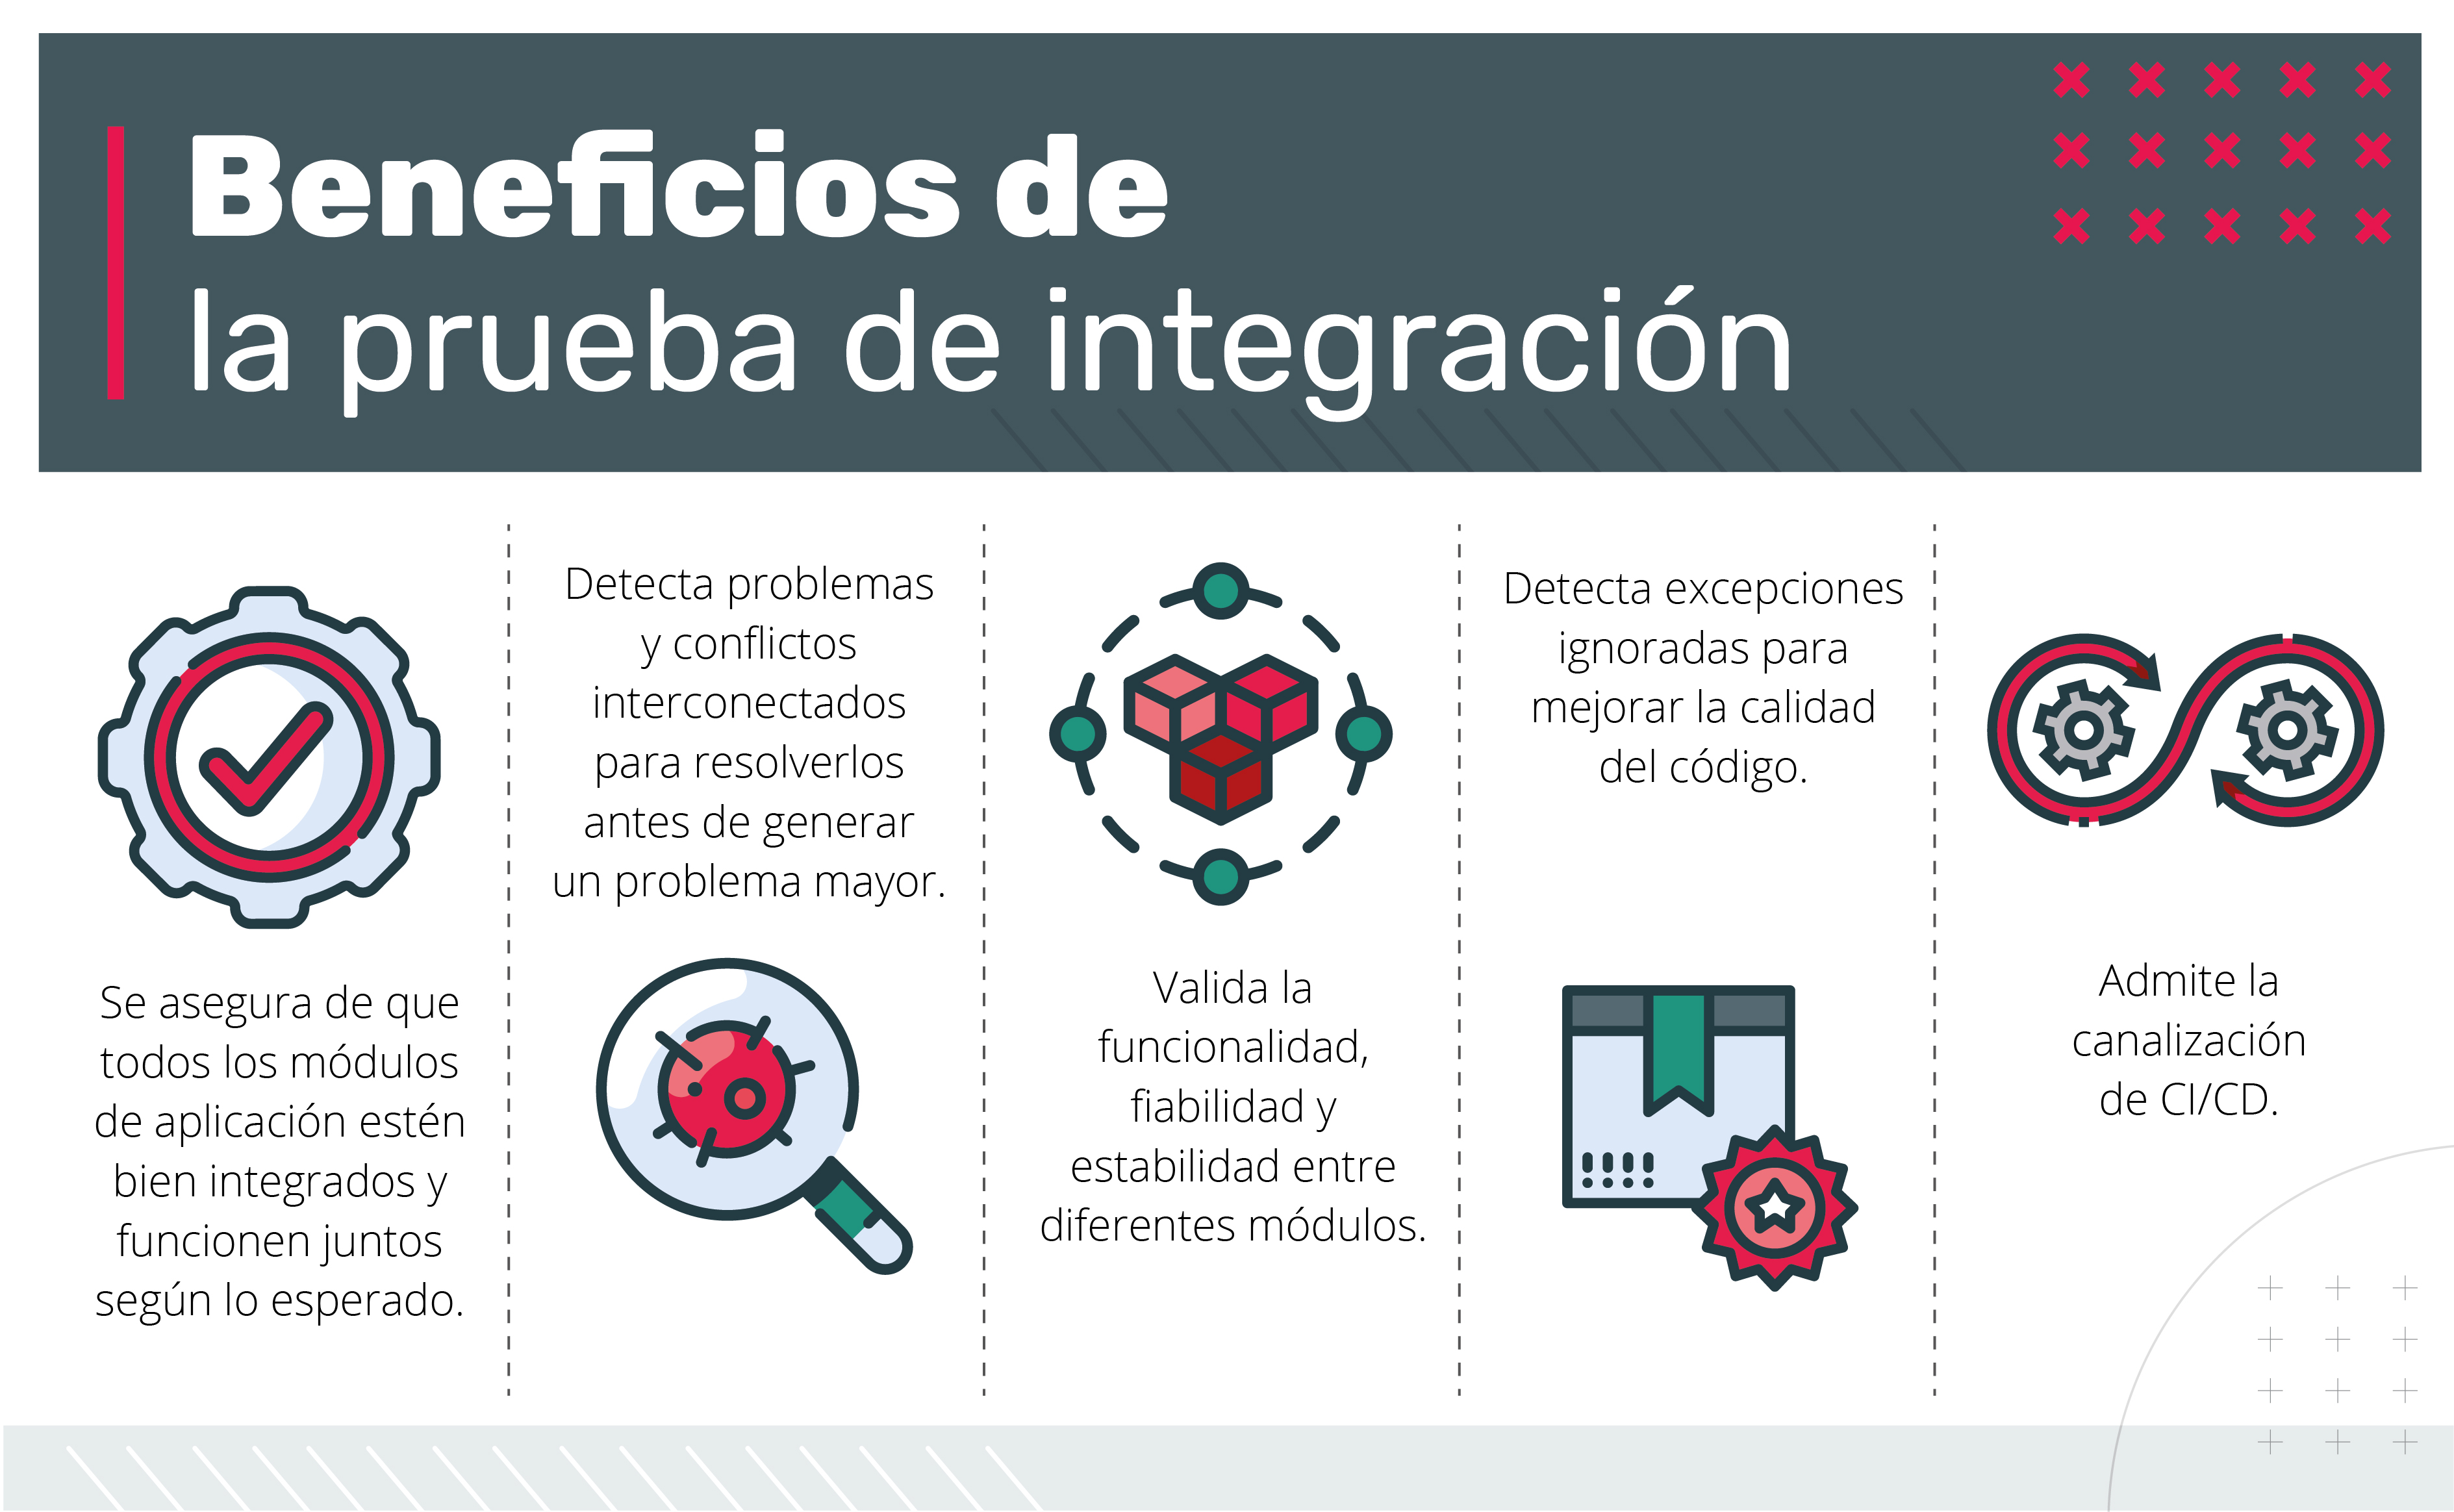 Beneficios de
la prueba de integración
Se asegura de que
todos los módulos
de aplicación estén
bien integrados y
funcionen juntos
según lo esperado.
Detecta problemas
y conflictos
interconectados
para resolverlos
antes de generar
un problema mayor.
Valida la
funcionalidad,
fiabilidad y
estabilidad entre
diferentes módulos.
Detecta excepciones
ignoradas para
mejorar la calidad
del código.
Admite la
canalización
de CI/CD.